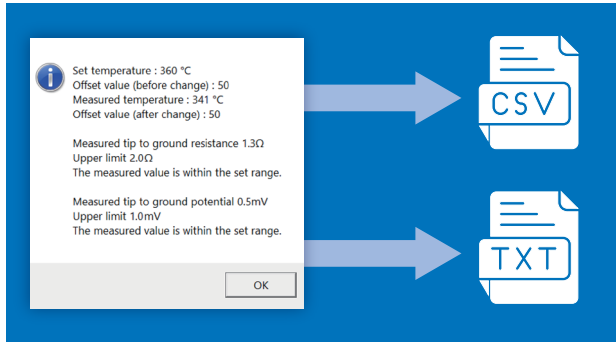 Set temperature : 360 °C
Offset value (before change) : 50
Measured temperature : 341 °C
Offset value (after change) : 50
Measured tip to ground resistance 1.3Ω
Upper limit 2.0Ω
The measured value is within the set range.
Measured tip to ground potential 0.5mV
Upper limit 1.0mV
The measured value is within the set range.
OK
CSV
TXT